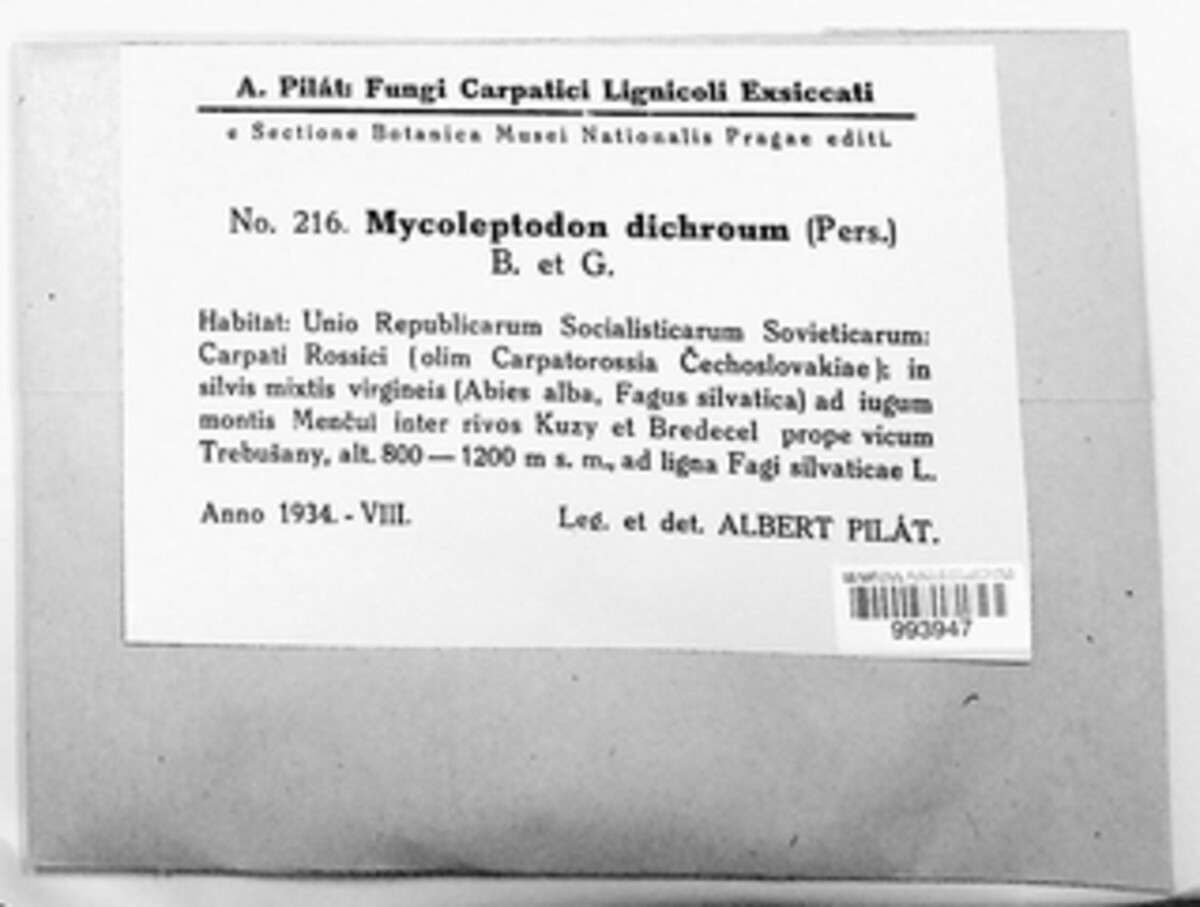 A. Pilát: Fungi Carpatici Lignicoli Exsiccati
e Sectione Botanica Musei Nationalis Pragae editi.
No. 216. Mycoleptodon dichroum (Pers.)
B. et G.
Habitat: Unio Republicarum Socialisticarum Sovieticarum:
Carpati Rossici (olim Carpatorossia Čechoslovakiae); in
silvis mixtis virgineis (Abies alba, Fagus silvatica) ad iugum
montis Menčul inter rivos Kuzy et Bredecel prope vicum
Trebušany, alt. 800—1200 m s. m., ad ligna Fagi silvaticae L.
Anno 1934.-VIII. Leg. et det. ALBERT PILÁT.
993947